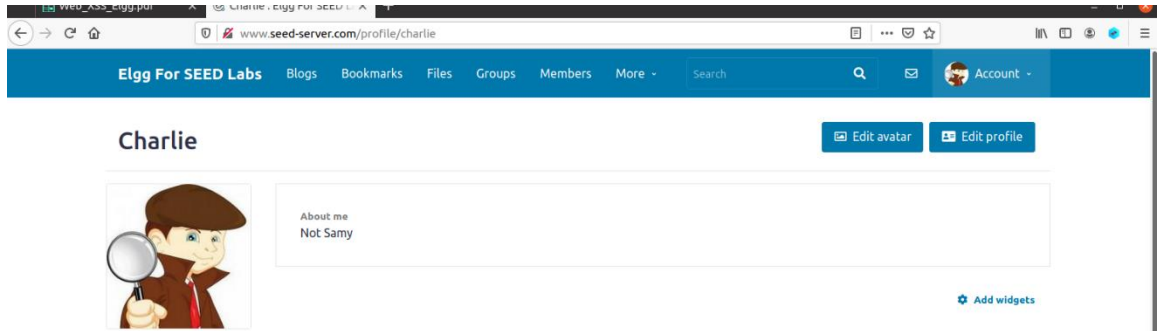 Web_XSS_Elgg.pdf Charlie : Elgg For SEED La
www.seed-server.com/profile/charlie
Elgg For SEED Labs Blogs Bookmarks Files Groups Members More Search Account
Charlie Edit avatar Edit profile
About me
Not Samy
Add widgets